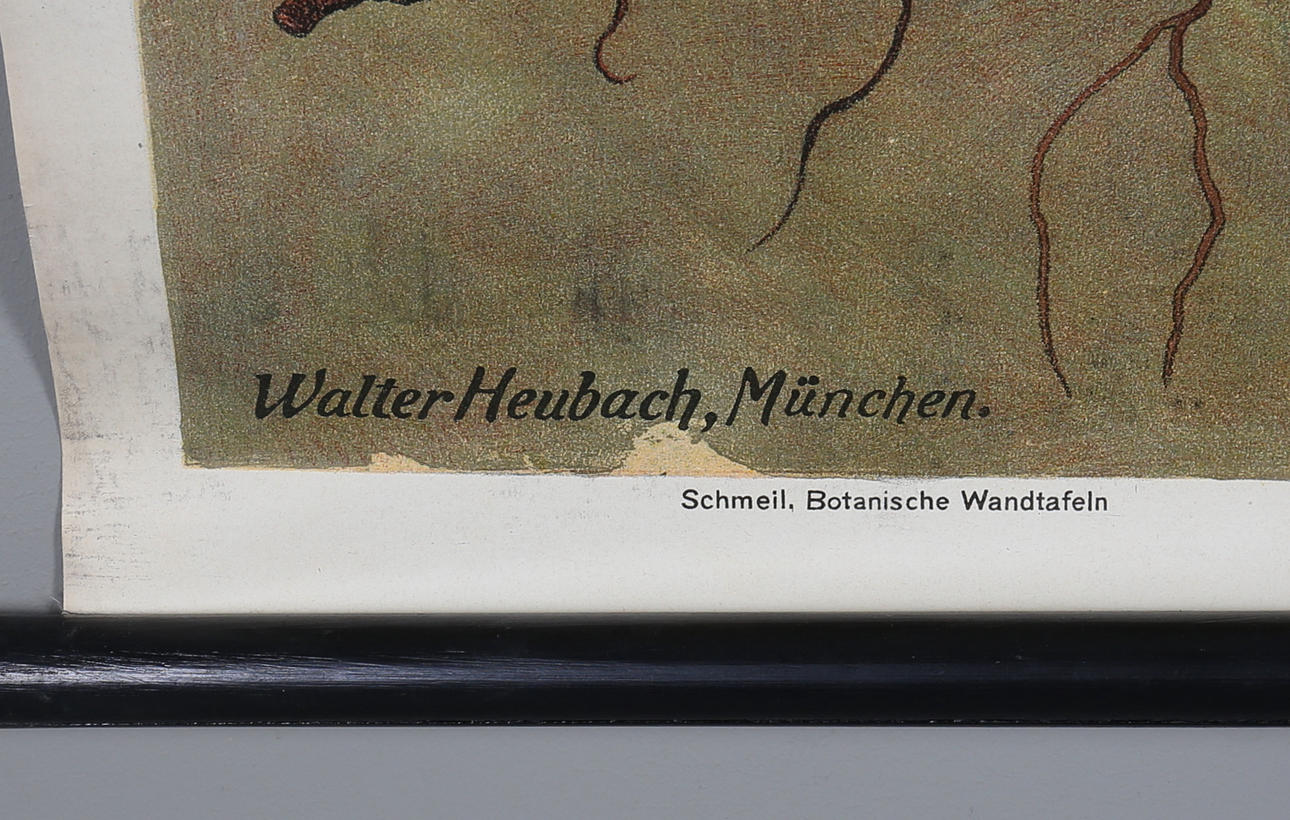 Walter Heubach, München.
Schmeil, Botanische Wandtafeln